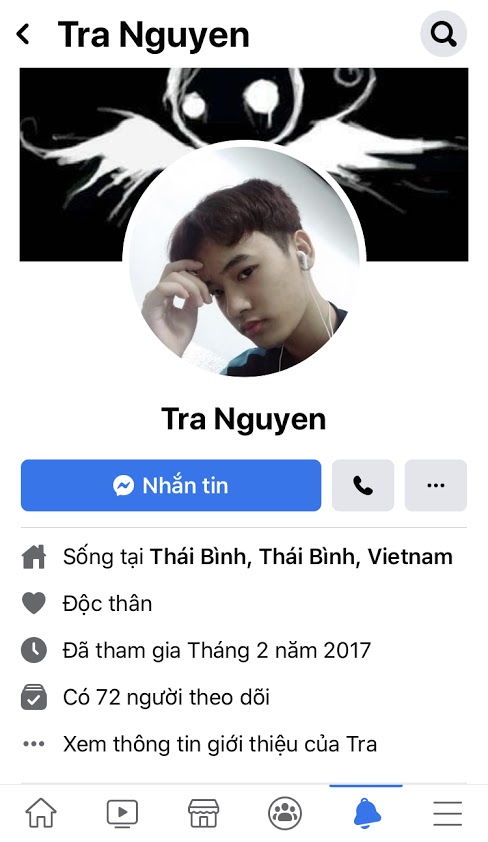 Tra Nguyen
Tra Nguyen
Nhắn tin
Sống tại Thái Bình, Thái Bình, Vietnam
Độc thân
Đã tham gia Tháng 2 năm 2017
Có 72 người theo dõi
Xem thông tin giới thiệu của Tra